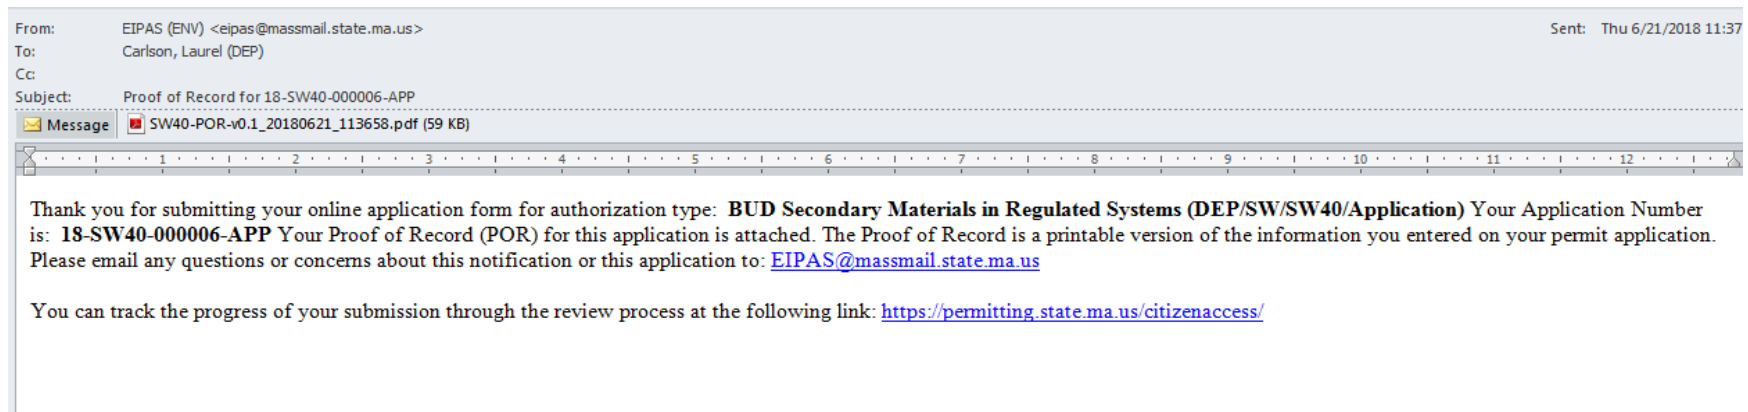 From: EIPAS (ENV) <eipas@massmail.state.ma.us> Sent: Thu 6/21/2018 11:37
To: Carlson, Laurel (DEP)
Cc:
Subject: Proof of Record for 18-SW40-000006-APP
Message SW40-POR-v0.1_20180621_113658.pdf (59 KB)
1 2 3 4 5 6 7 8 9 10 11 12
Thank you for submitting your online application form for authorization type: BUD Secondary Materials in Regulated Systems (DEP/SW/SW40/Application) Your Application Number
is: 18-SW40-000006-APP Your Proof of Record (POR) for this application is attached. The Proof of Record is a printable version of the information you entered on your permit application.
Please email any questions or concerns about this notification or this application to: EIPAS@massmail.state.ma.us
You can track the progress of your submission through the review process at the following link: https://permitting.state.ma.us/citizenaccess/